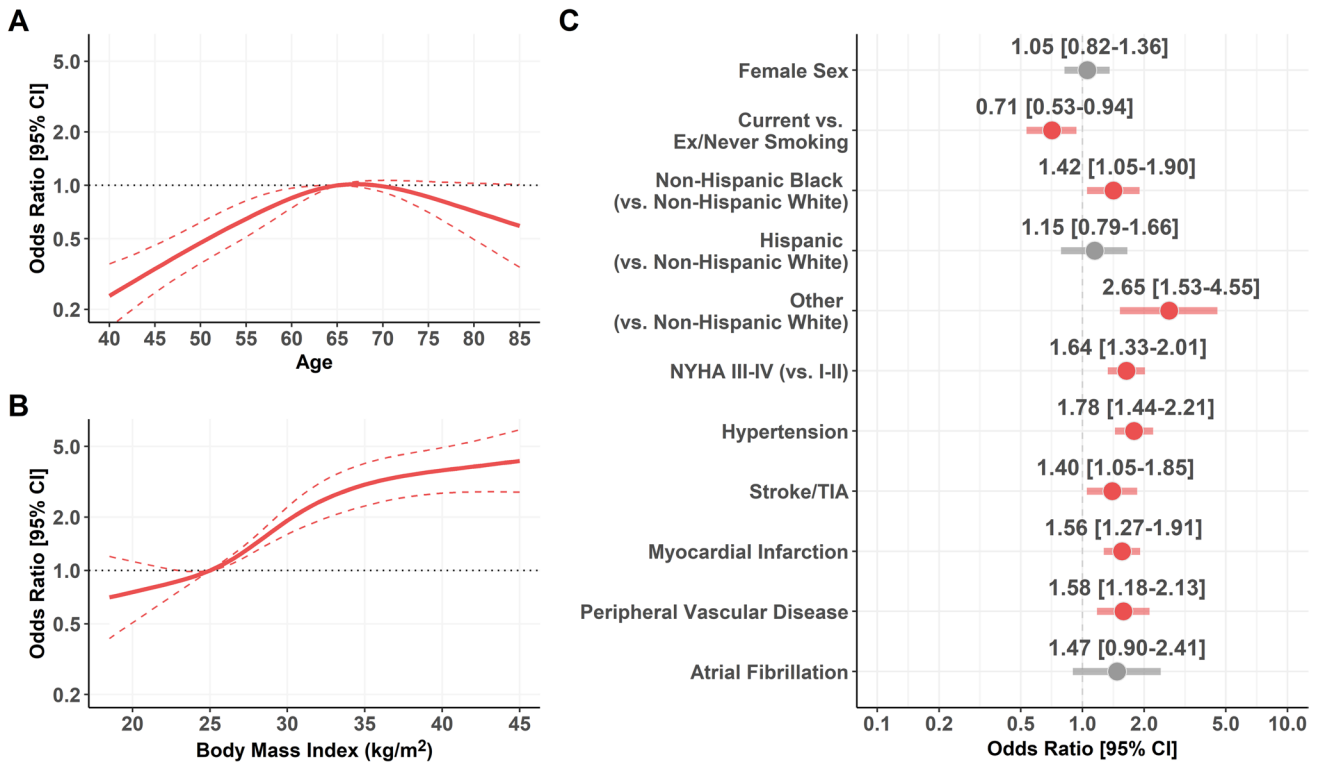 A
Odds Ratio [95% CI]
5.0
2.0
1.0
0.5
0.2
40 45 50 55 60 65 70 75 80 85
Age
B
Odds Ratio [95% CI]
5.0
2.0
1.0
0.5
0.2
20 25 30 35 40 45
Body Mass Index (kg/m²)
C
1.05 [0.82-1.36]
Female Sex
0.71 [0.53-0.94]
Current vs.
Ex/Never Smoking
1.42 [1.05-1.90]
Non-Hispanic Black
(vs. Non-Hispanic White)
1.15 [0.79-1.66]
Hispanic
(vs. Non-Hispanic White)
2.65 [1.53-4.55]
Other
(vs. Non-Hispanic White)
1.64 [1.33-2.01]
NYHA III-IV (vs. I-II)
1.78 [1.44-2.21]
Hypertension
1.40 [1.05-1.85]
Stroke/TIA
1.56 [1.27-1.91]
Myocardial Infarction
1.58 [1.18-2.13]
Peripheral Vascular Disease
1.47 [0.90-2.41]
Atrial Fibrillation
0.1 0.2 0.5 1.0 2.0 5.0 10.0
Odds Ratio [95% CI]